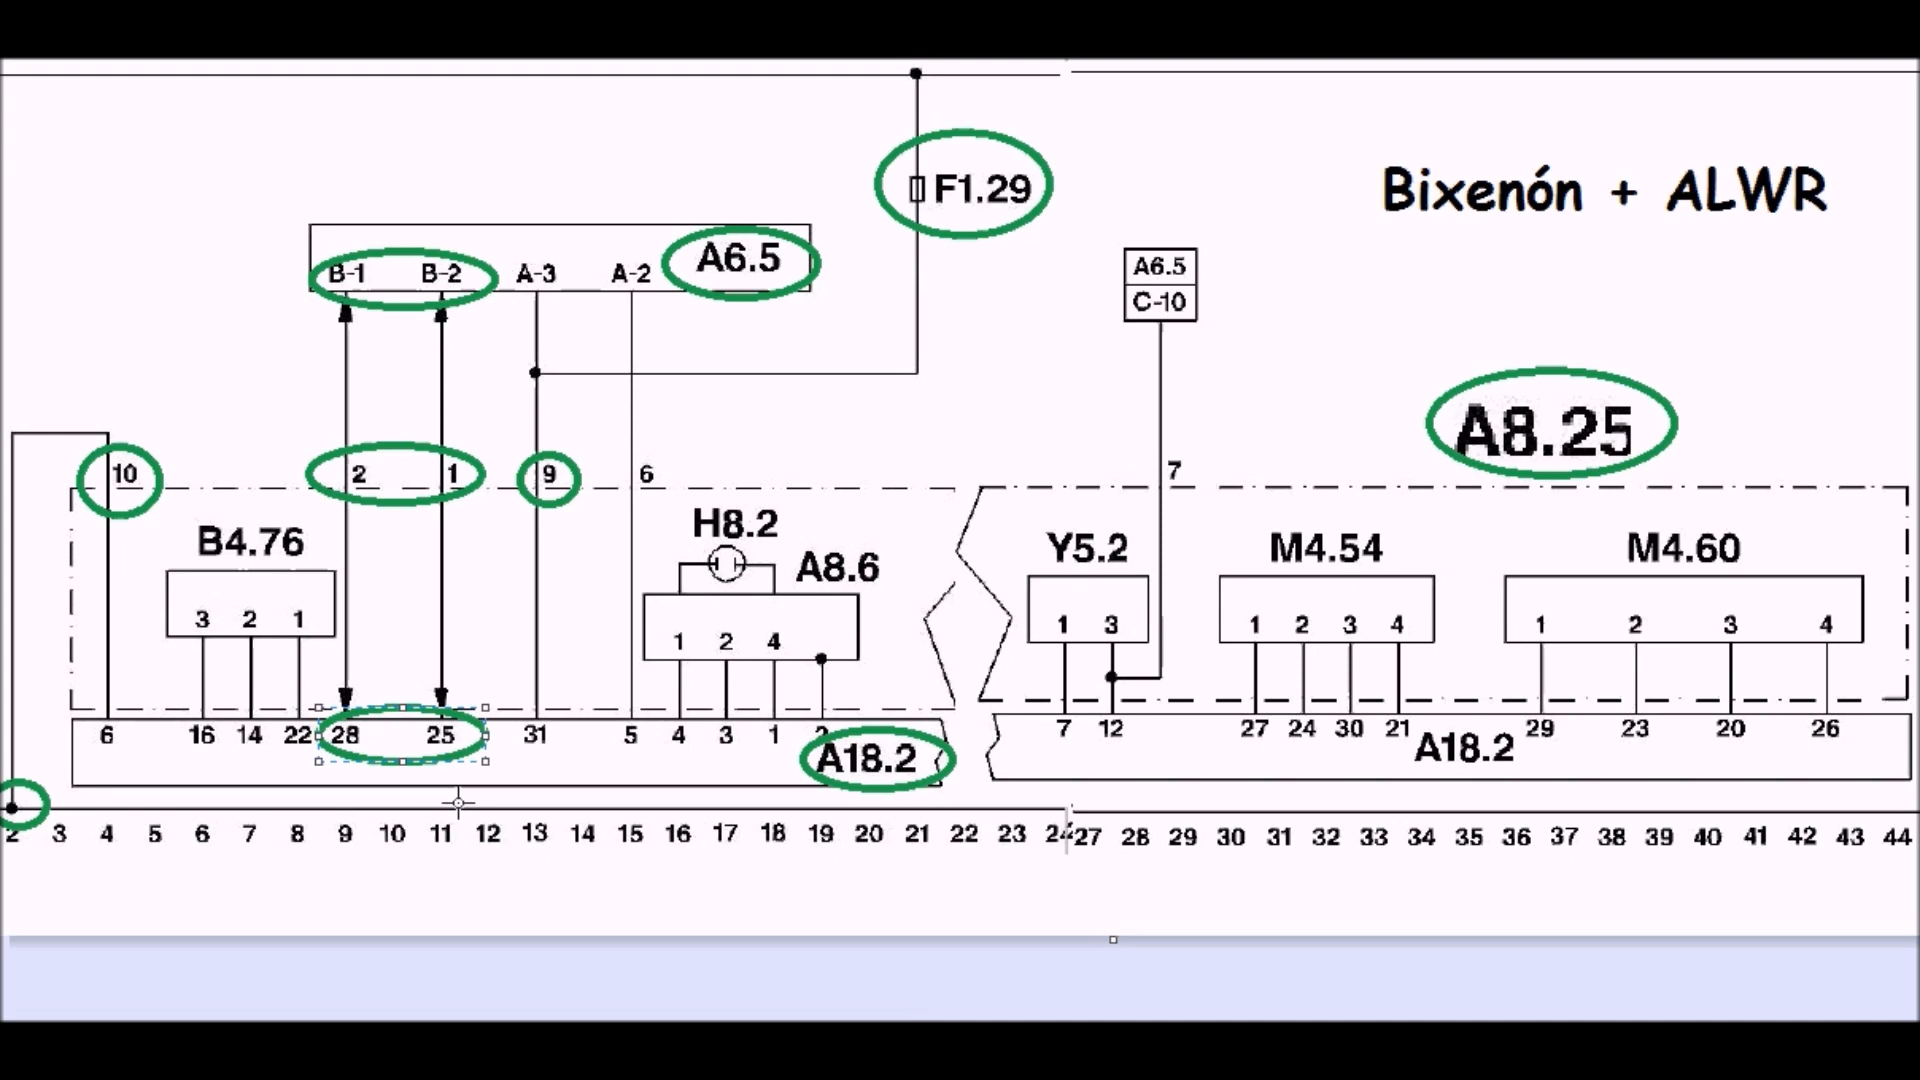 F1.29
Bixenón + ALWR
B-1 B-2 A-3 A-2 A6.5
A6.5
C-10
A8.25
10 2 1 9 6 7
B4.76 H8.2 A8.6 Y5.2 M4.54 M4.60
3 2 1 1 2 4 1 3 1 2 3 4 1 2 3 4
6 16 14 22 28 25 31 5 4 3 1 2 7 12 27 24 30 21 29 23 20 26
A18.2 A18.2
2 3 4 5 6 7 8 9 10 11 12 13 14 15 16 17 18 19 20 21 22 23 24 27 28 29 30 31 32 33 34 35 36 37 38 39 40 41 42 43 44